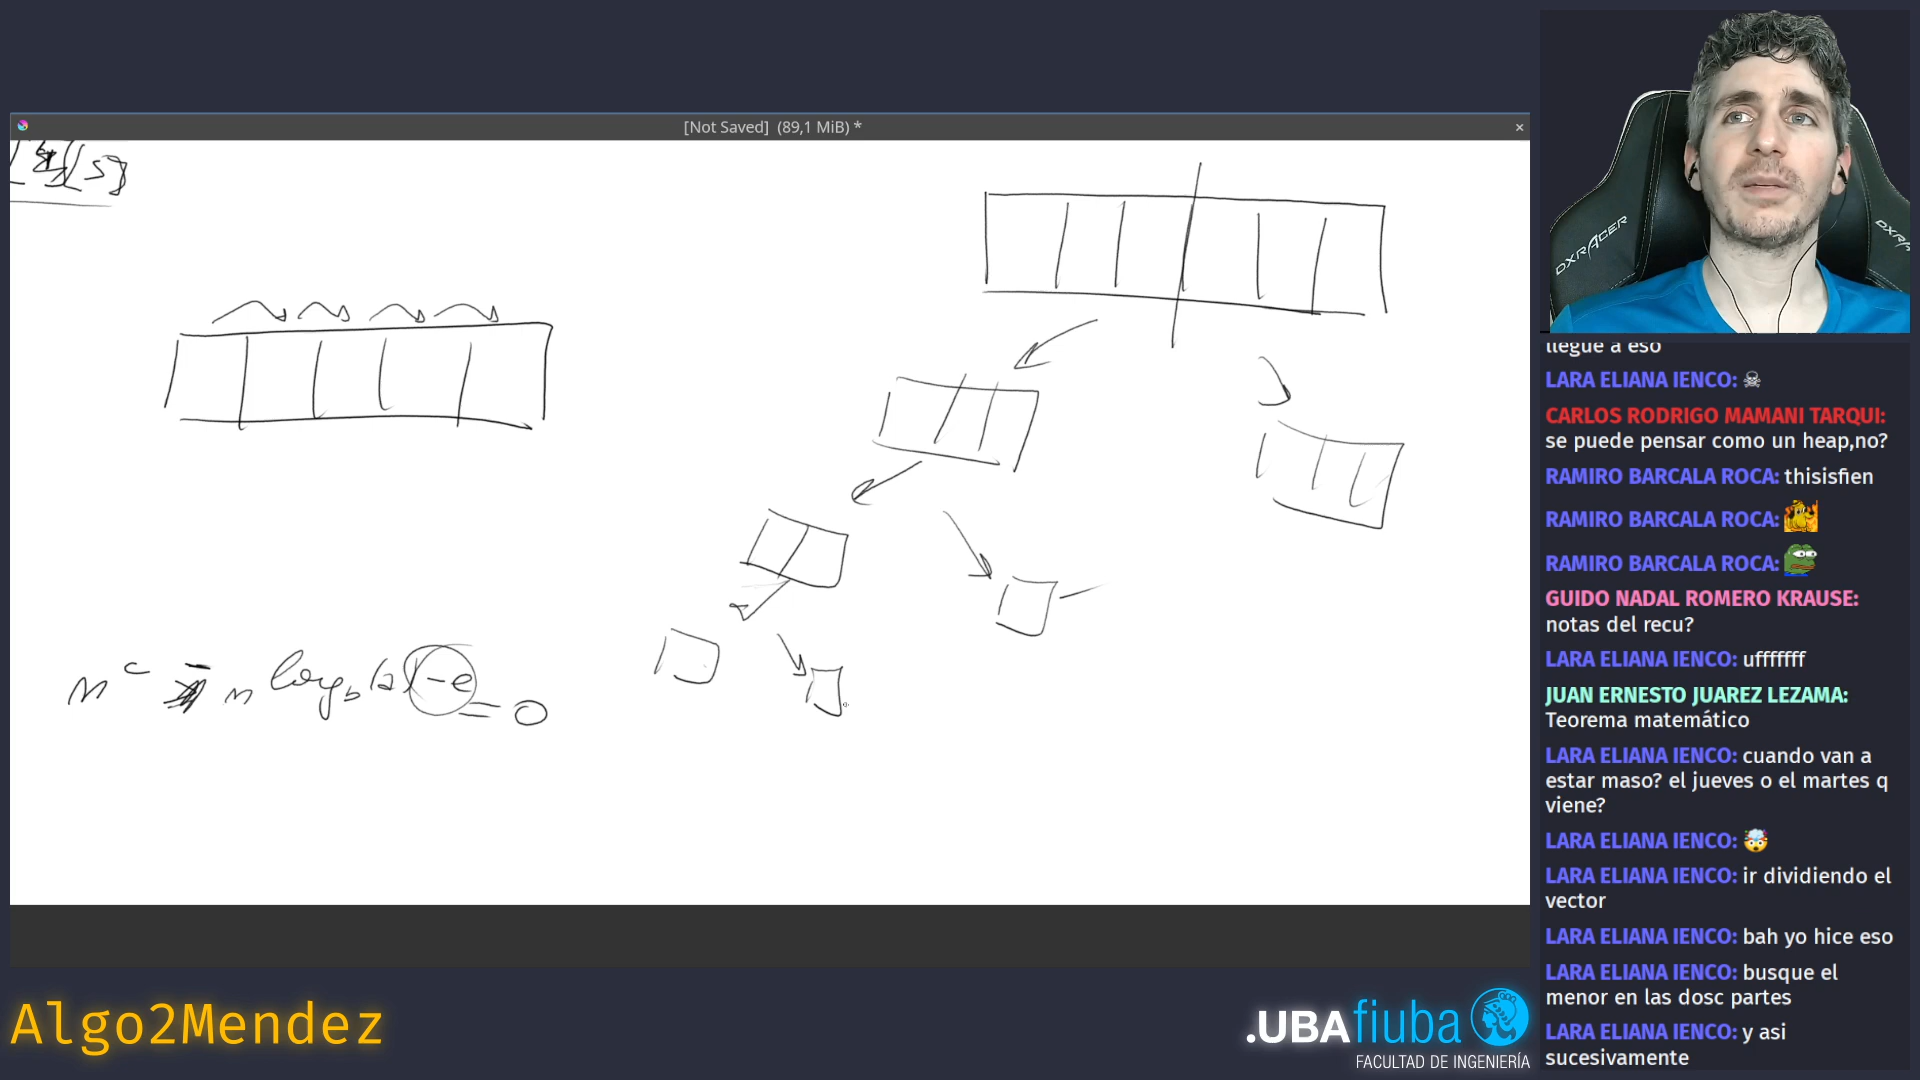 [Not Saved] (89,1 MiB) *
n^c = n log_b(a) - e = 0
DXRACER
llegue a eso
LARA ELIANA IENCO: ☠
CARLOS RODRIGO MAMANI TARQUI:
se puede pensar como un heap,no?
RAMIRO BARCALA ROCA: thisisfien
RAMIRO BARCALA ROCA:
RAMIRO BARCALA ROCA:
GUIDO NADAL ROMERO KRAUSE:
notas del recu?
LARA ELIANA IENCO: ufffffff
JUAN ERNESTO JUAREZ LEZAMA:
Teorema matemático
LARA ELIANA IENCO: cuando van a
estar maso? el jueves o el martes q
viene?
LARA ELIANA IENCO: 🤯
LARA ELIANA IENCO: ir dividiendo el
vector
LARA ELIANA IENCO: bah yo hice eso
LARA ELIANA IENCO: busque el
menor en las dosc partes
LARA ELIANA IENCO: y asi
sucesivamente
Algo2Mendez
.UBAfiuba
FACULTAD DE INGENIERÍA